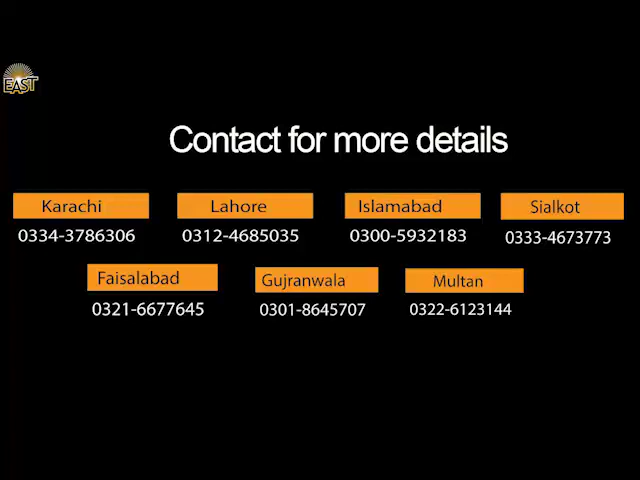 EAST
Contact for more details
Karachi Lahore Islamabad Sialkot
0334-3786306 0312-4685035 0300-5932183 0333-4673773
Faisalabad Gujranwala Multan
0321-6677645 0301-8645707 0322-6123144